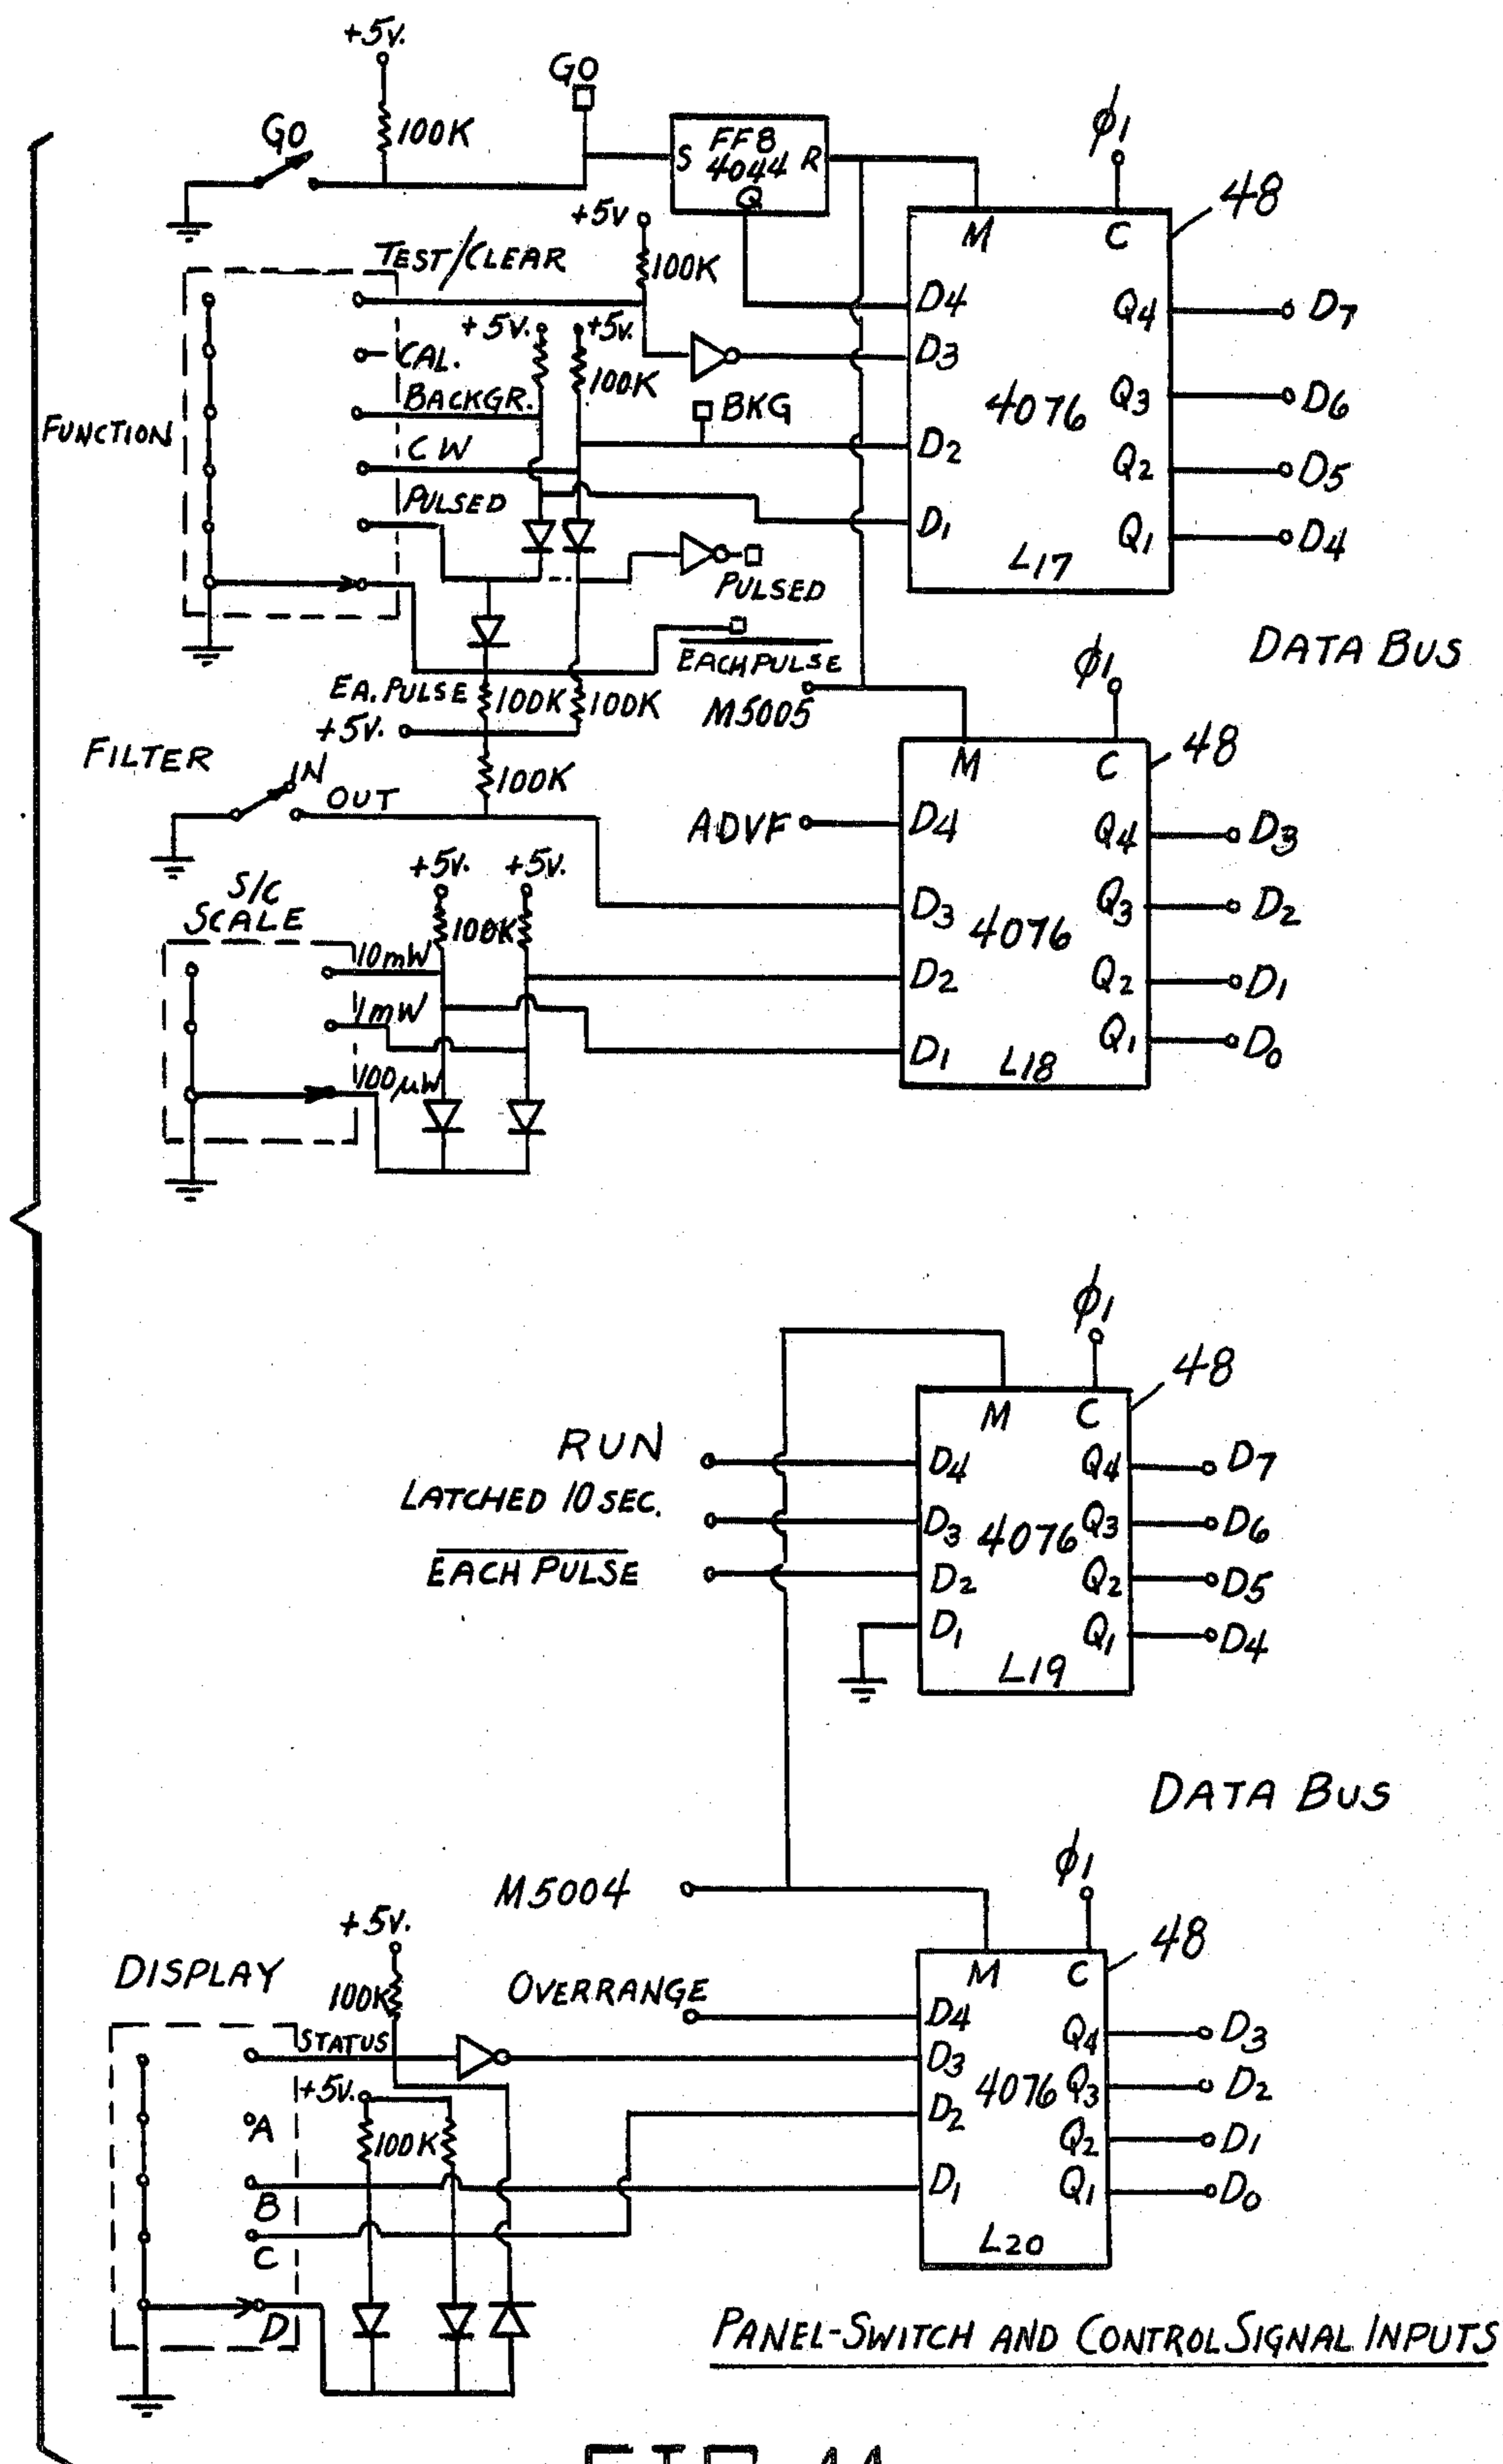 +5v.
GO
GO
100K
S
FF8
4044
R
Q
φ1
48
M
C
+5v
100K
TEST/CLEAR
+5v.
+5v.
100K
CAL.
BACKGR.
CW
PULSED
FUNCTION
BKG
D4
D3
D2
D1
4076
L17
Q4
Q3
Q2
Q1
D7
D6
D5
D4
PULSED
EACH PULSE
DATA BUS
EA. PULSE
100K
100K
+5v.
M5005
φ1
48
FILTER
IN
OUT
100K
M
C
ADVF
D4
D3
D2
D1
4076
L18
Q4
Q3
Q2
Q1
D3
D2
D1
D0
S/C
SCALE
+5v.
+5v.
100K
10mW
1mW
100μW
φ1
48
M
C
RUN
LATCHED 10 SEC.
EACH PULSE
D4
D3
D2
D1
4076
L19
Q4
Q3
Q2
Q1
D7
D6
D5
D4
DATA BUS
M5004
φ1
48
M
C
DISPLAY
+5v.
100K
OVERRANGE
STATUS
+5v.
100K
A
B
C
D
D4
D3
D2
D1
4076
L20
Q4
Q3
Q2
Q1
D3
D2
D1
D0
PANEL-SWITCH AND CONTROL SIGNAL INPUTS